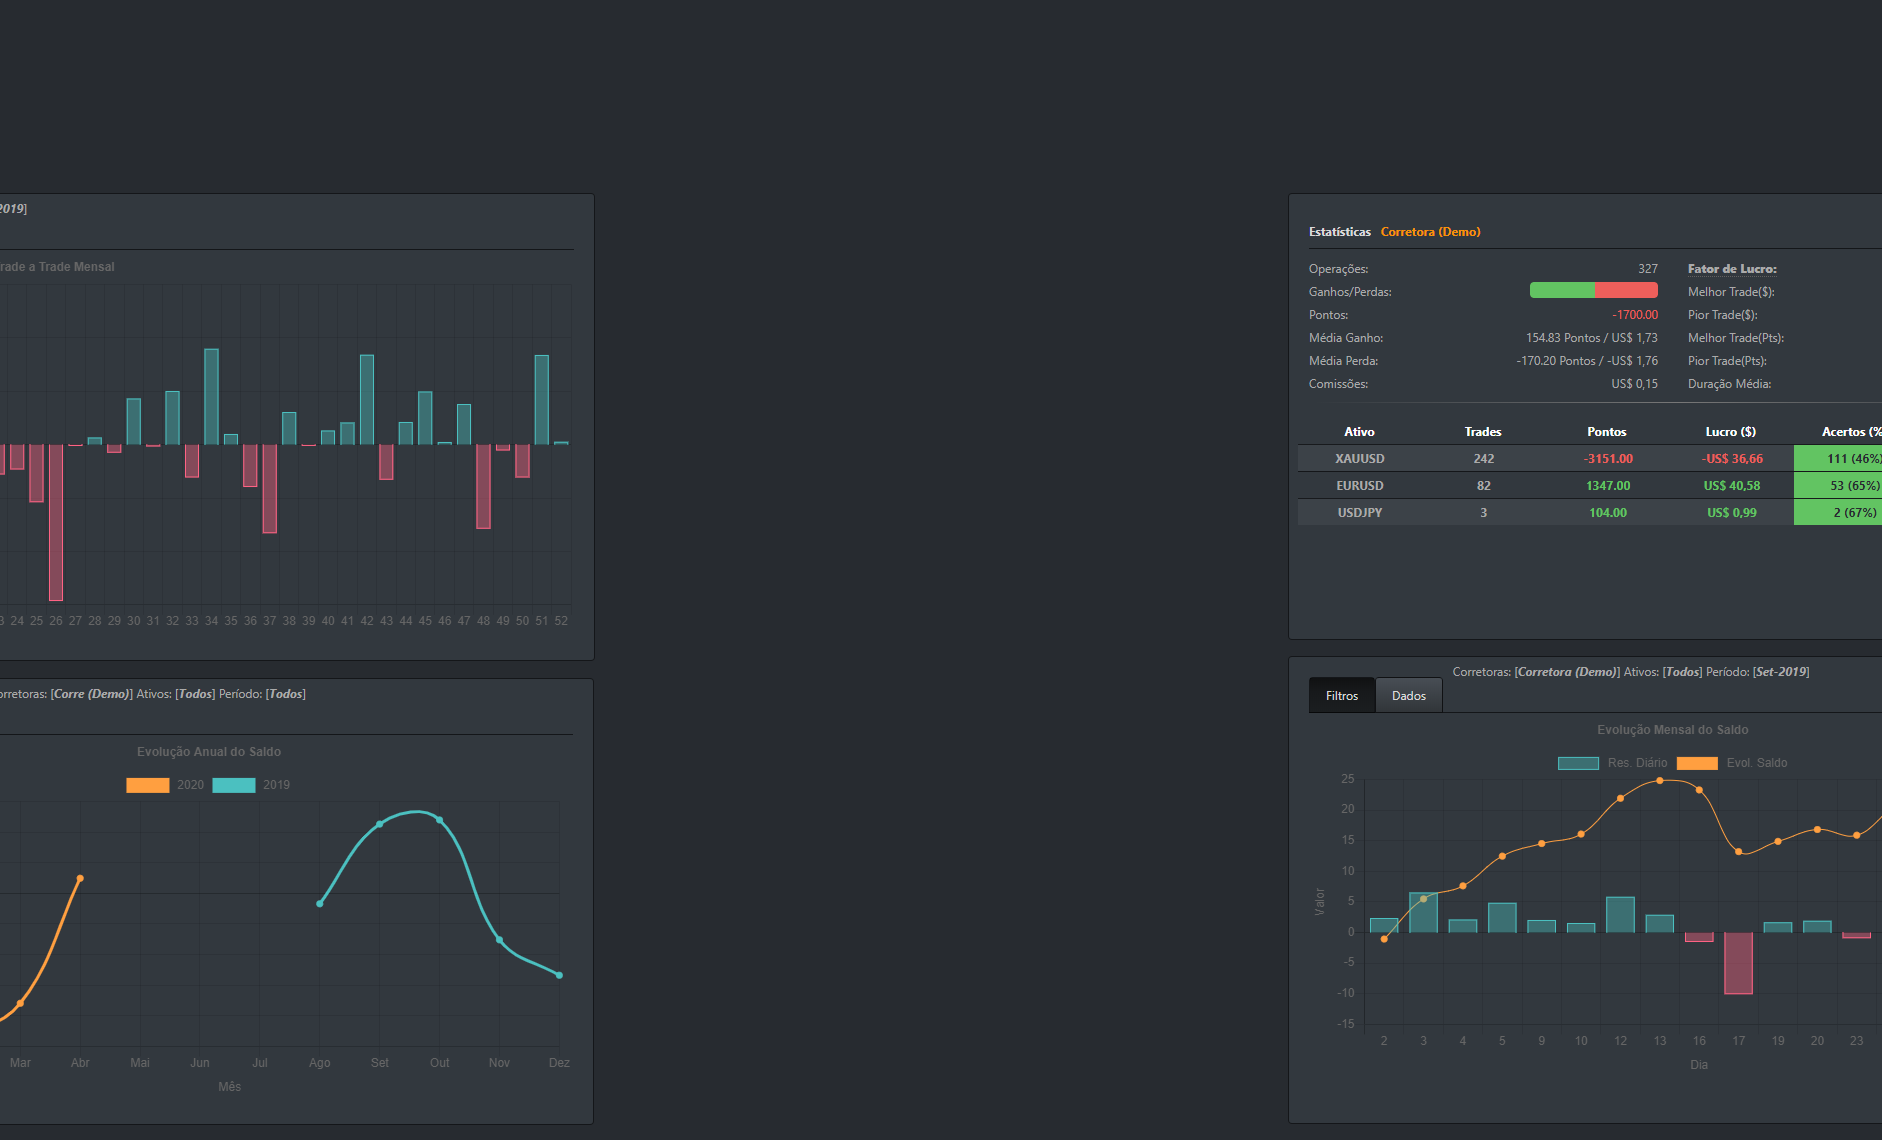 2019]
rade a Trade Mensal
3 24 25 26 27 28 29 30 31 32 33 34 35 36 37 38 39 40 41 42 43 44 45 46 47 48 49 50 51 52
orretoras: [Corre (Demo)] Ativos: [Todos] Período: [Todos]
Evolução Anual do Saldo
2020 2019
Mar Abr Mai Jun Jul Ago Set Out Nov Dez
Mês
Estatísticas Corretora (Demo)
Operações: 327 Fator de Lucro:
Ganhos/Perdas: Melhor Trade($):
Pontos: -1700.00 Pior Trade($):
Média Ganho: 154.83 Pontos / US$ 1,73 Melhor Trade(Pts):
Média Perda: -170.20 Pontos / -US$ 1,76 Pior Trade(Pts):
Comissões: US$ 0,15 Duração Média:
Ativo Trades Pontos Lucro ($) Acertos (%
XAUUSD 242 -3151.00 -US$ 36,66 111 (46%)
EURUSD 82 1347.00 US$ 40,58 53 (65%)
USDJPY 3 104.00 US$ 0,99 2 (67%)
Corretoras: [Corretora (Demo)] Ativos: [Todos] Período: [Set-2019]
Filtros Dados
Evolução Mensal do Saldo
Res. Diário Evol. Saldo
25
20
15
10
5
0
-5
-10
-15
Valor
2 3 4 5 9 10 12 13 16 17 19 20 23
Dia